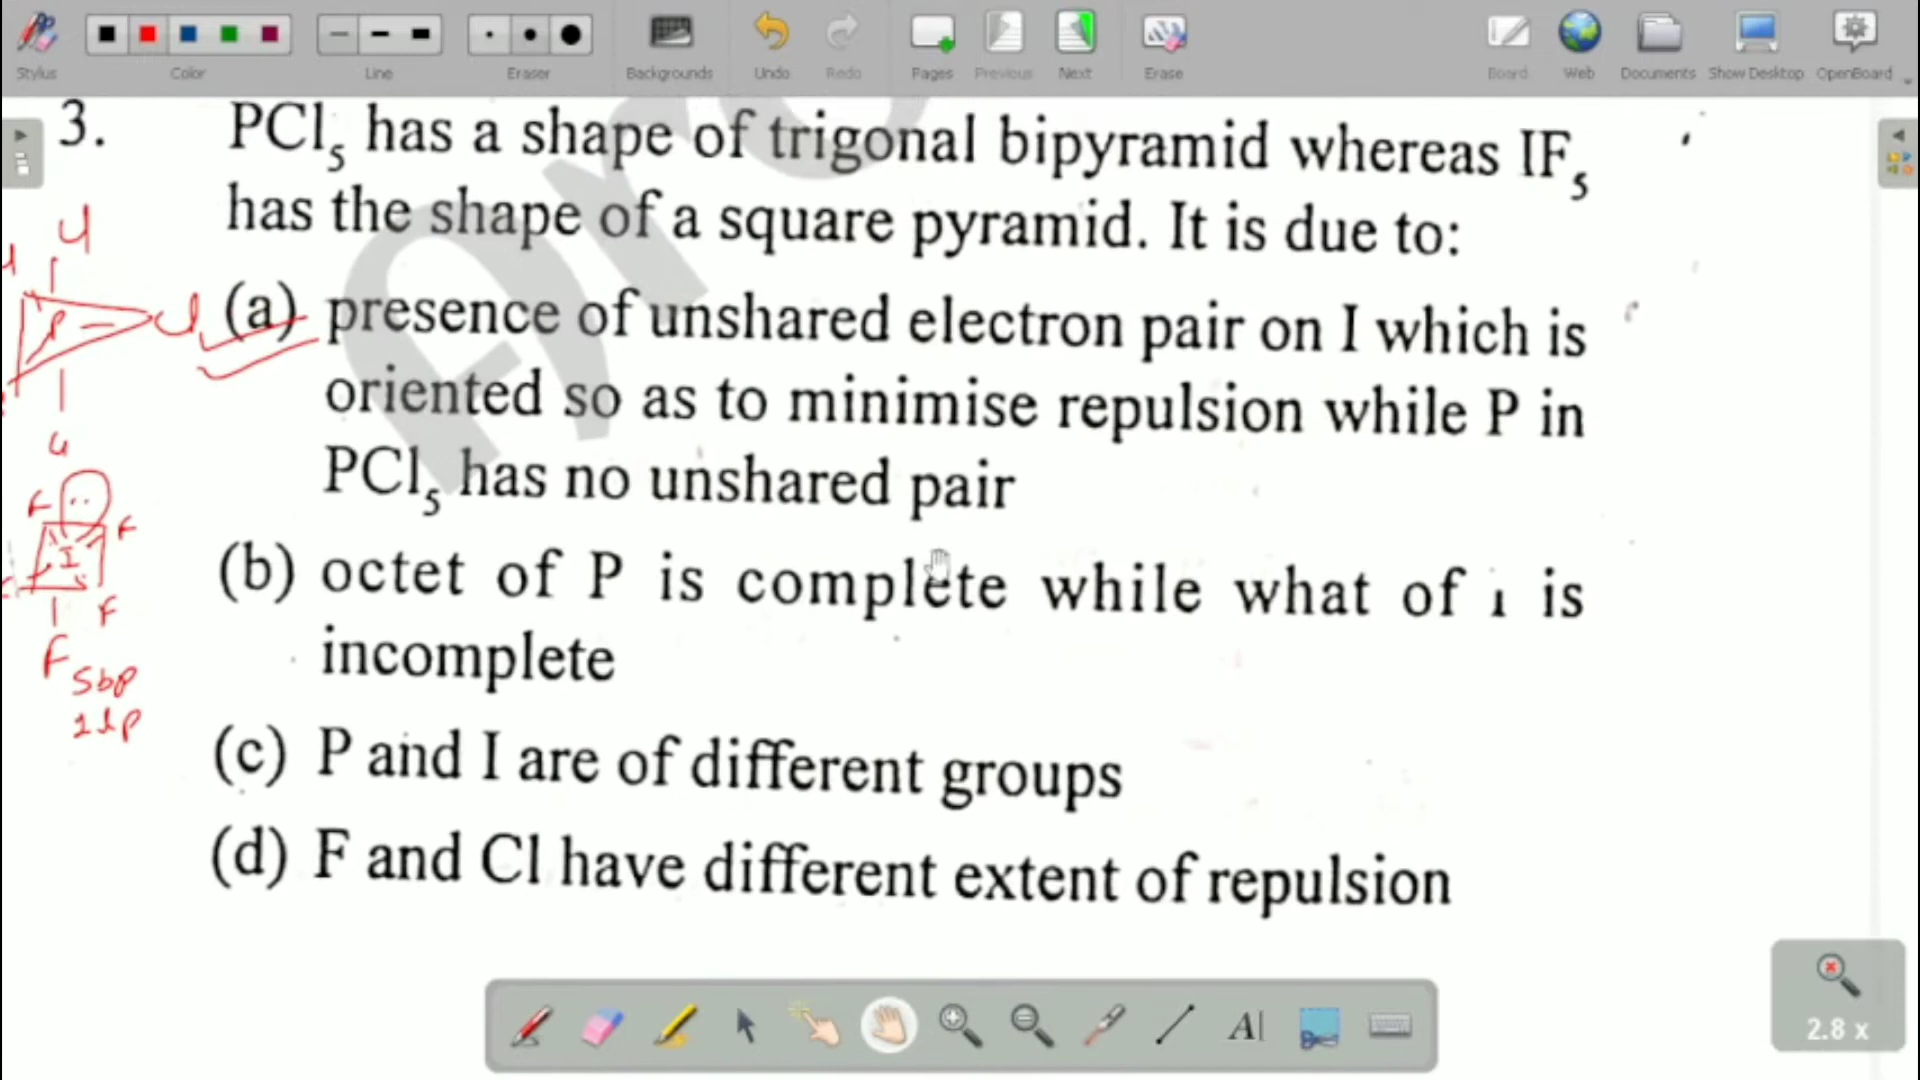 Stylus
Color
Line
Eraser
Backgrounds
Undo
Redo
Pages
Previous
Next
Erase
Board
Web
Documents
Show Desktop
OpenBoard
3. PCl5 has a shape of trigonal bipyramid whereas IF5
has the shape of a square pyramid. It is due to:
(a) presence of unshared electron pair on I which is
oriented so as to minimise repulsion while P in
PCl5 has no unshared pair
(b) octet of P is complete while what of I is
incomplete
(c) P and I are of different groups
(d) F and Cl have different extent of repulsion
F
F
I
F
F
5bp
1lp
2.8 x